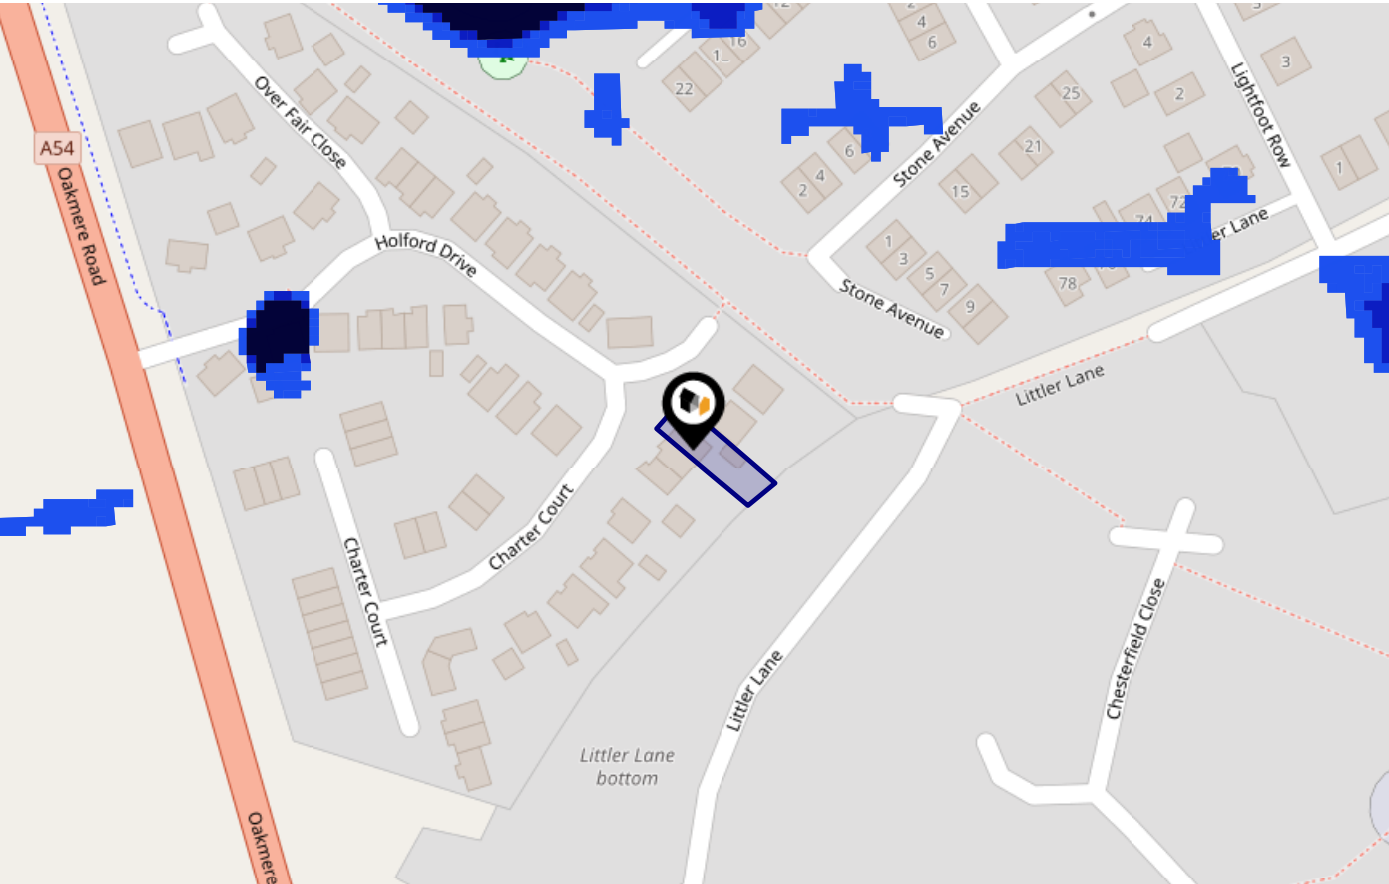 12
16
1
22
2
4
6
4
3
25
2
6
4
2
21
15
1
Lightfoot Row
Over Fair Close
A54
Oakmere Road
Stone Avenue
72
74
er Lane
78
1
3
5
7
9
Holford Drive
Stone Avenue
Littler Lane
Charter Court
Charter Court
Chesterfield Close
Littler Lane
Littler Lane
bottom
Oakmere